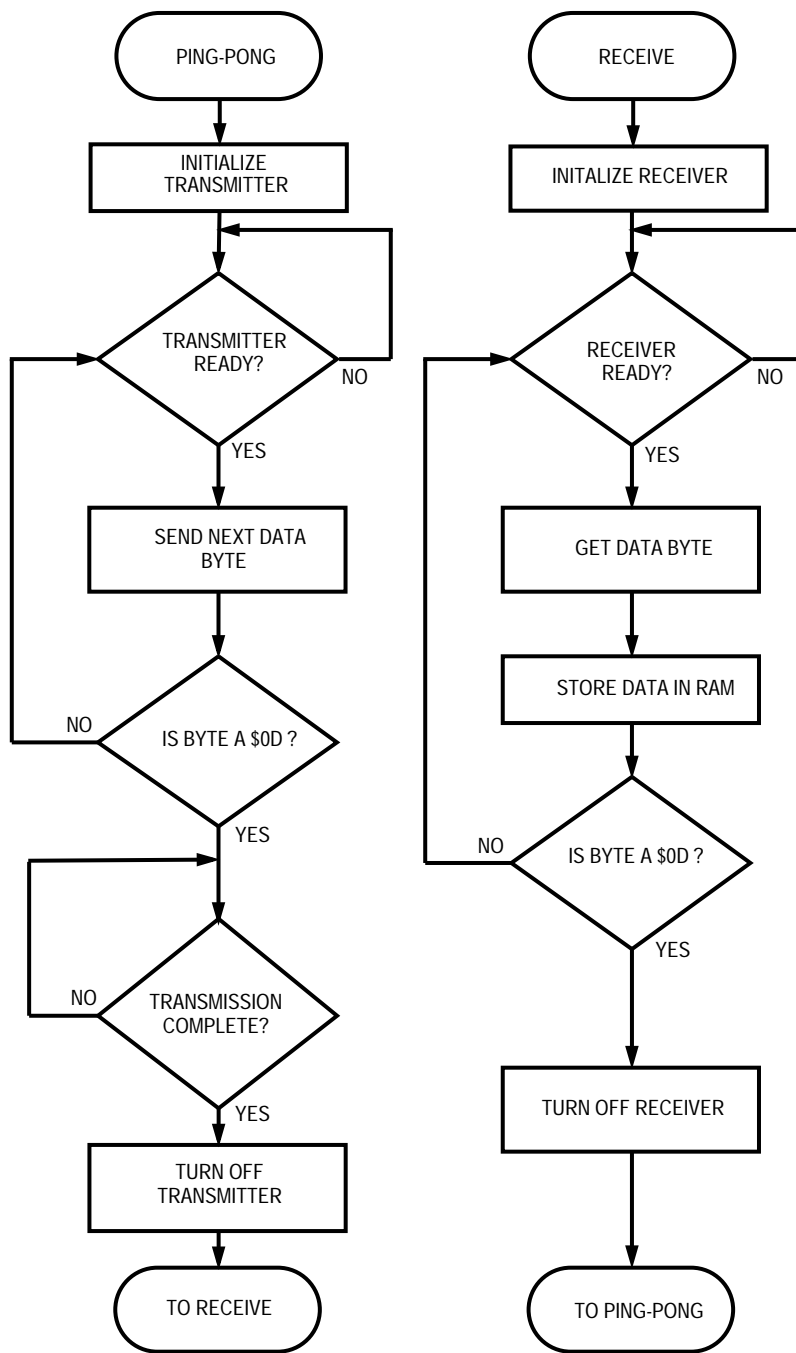 PING-PONG
INITIALIZE
TRANSMITTER
TRANSMITTER
READY?
NO
YES
SEND NEXT DATA
BYTE
NO
IS BYTE A $0D ?
YES
NO
TRANSMISSION
COMPLETE?
YES
TURN OFF
TRANSMITTER
TO RECEIVE
RECEIVE
INITALIZE RECEIVER
RECEIVER
READY?
NO
YES
GET DATA BYTE
STORE DATA IN RAM
NO
IS BYTE A $0D ?
YES
TURN OFF RECEIVER
TO PING-PONG